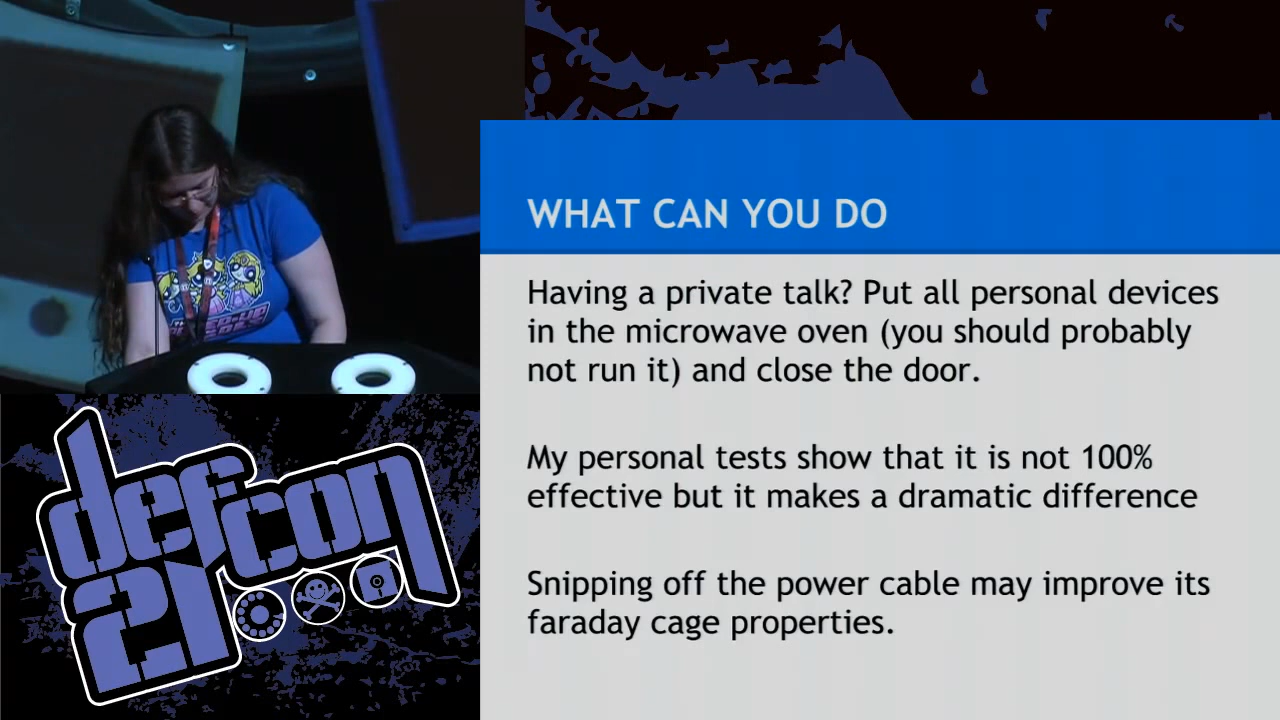 WHAT CAN YOU DO
Having a private talk? Put all personal devices
in the microwave oven (you should probably
not run it) and close the door.
My personal tests show that it is not 100%
effective but it makes a dramatic difference
Snipping off the power cable may improve its
faraday cage properties.
defcon
21